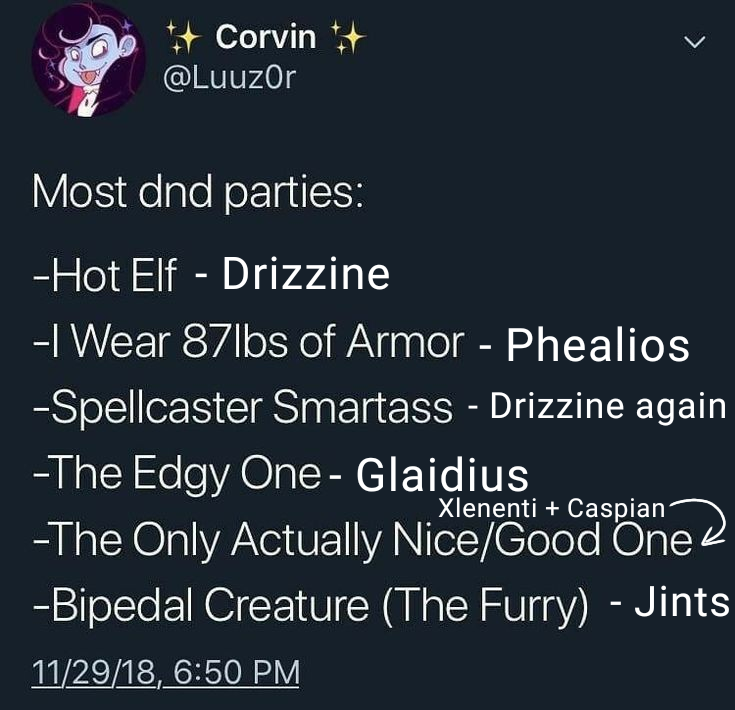 ✨ Corvin ✨
@Luuz0r
Most dnd parties:
-Hot Elf - Drizzine
-I Wear 87lbs of Armor - Phealios
-Spellcaster Smartass - Drizzine again
-The Edgy One - Glaidius
Xlenenti + Caspian
-The Only Actually Nice/Good One
-Bipedal Creature (The Furry) - Jints
11/29/18, 6:50 PM